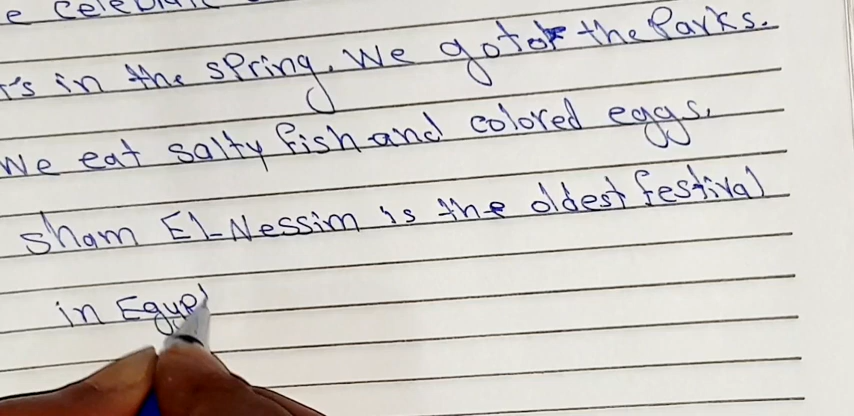 e Celebrate
t's in the spring. We go to the Parks.
We eat salty fish and colored eggs.
Sham El-Nessim is the oldest festival
in Egyp